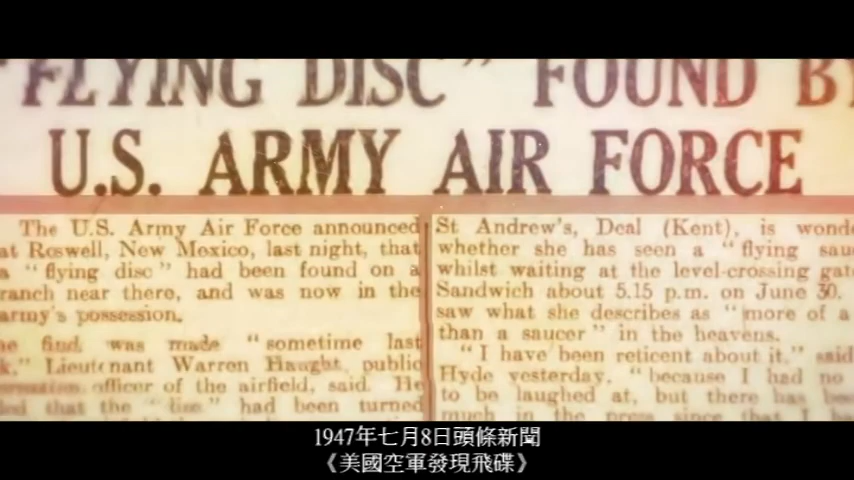 "FLYING DISC" FOUND BY
U.S. ARMY AIR FORCE
The U.S. Army Air Force announced
at Roswell, New Mexico, last night, that
a "flying disc" had been found on a
ranch near there, and was now in the
army's possession.
he find was made "sometime last
k," Lieutenant Warren Haught, public
officer of the airfield, said. He
that the "disc" had been turned
St Andrew's, Deal (Kent), is wonde
whether she has seen a "flying sau
whilst waiting at the level-crossing gat
Sandwich about 5.15 p.m. on June 30.
saw what she describes as "more of a
than a saucer" in the heavens.
"I have been reticent about it," said
Hyde yesterday, "because I had no
to be laughed at, but there has bee
much in the press since that I ha
1947年七月8日頭條新聞
《美國空軍發現飛碟》